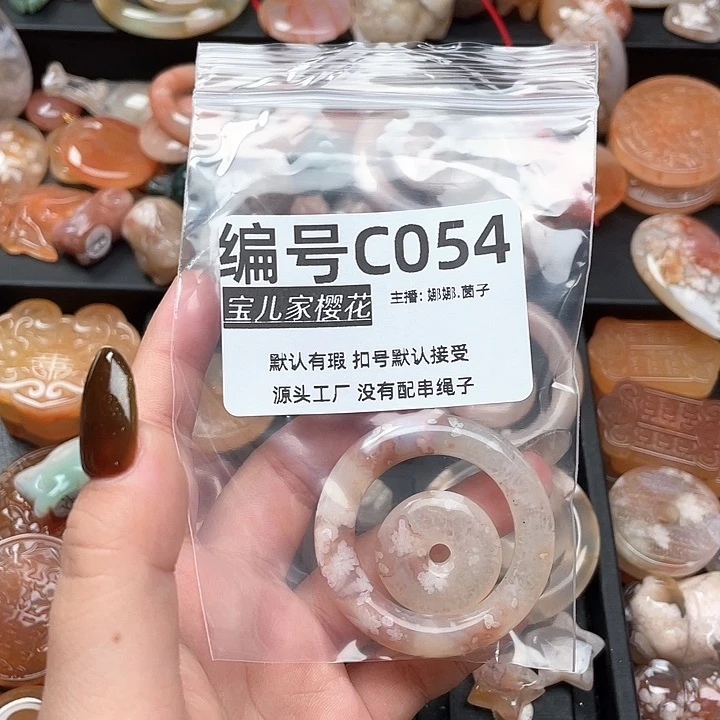 编号C054
宝儿家樱花
主播:娜娜.菌子
默认有瑕 扣号默认接受
源头工厂 没有配串绳子